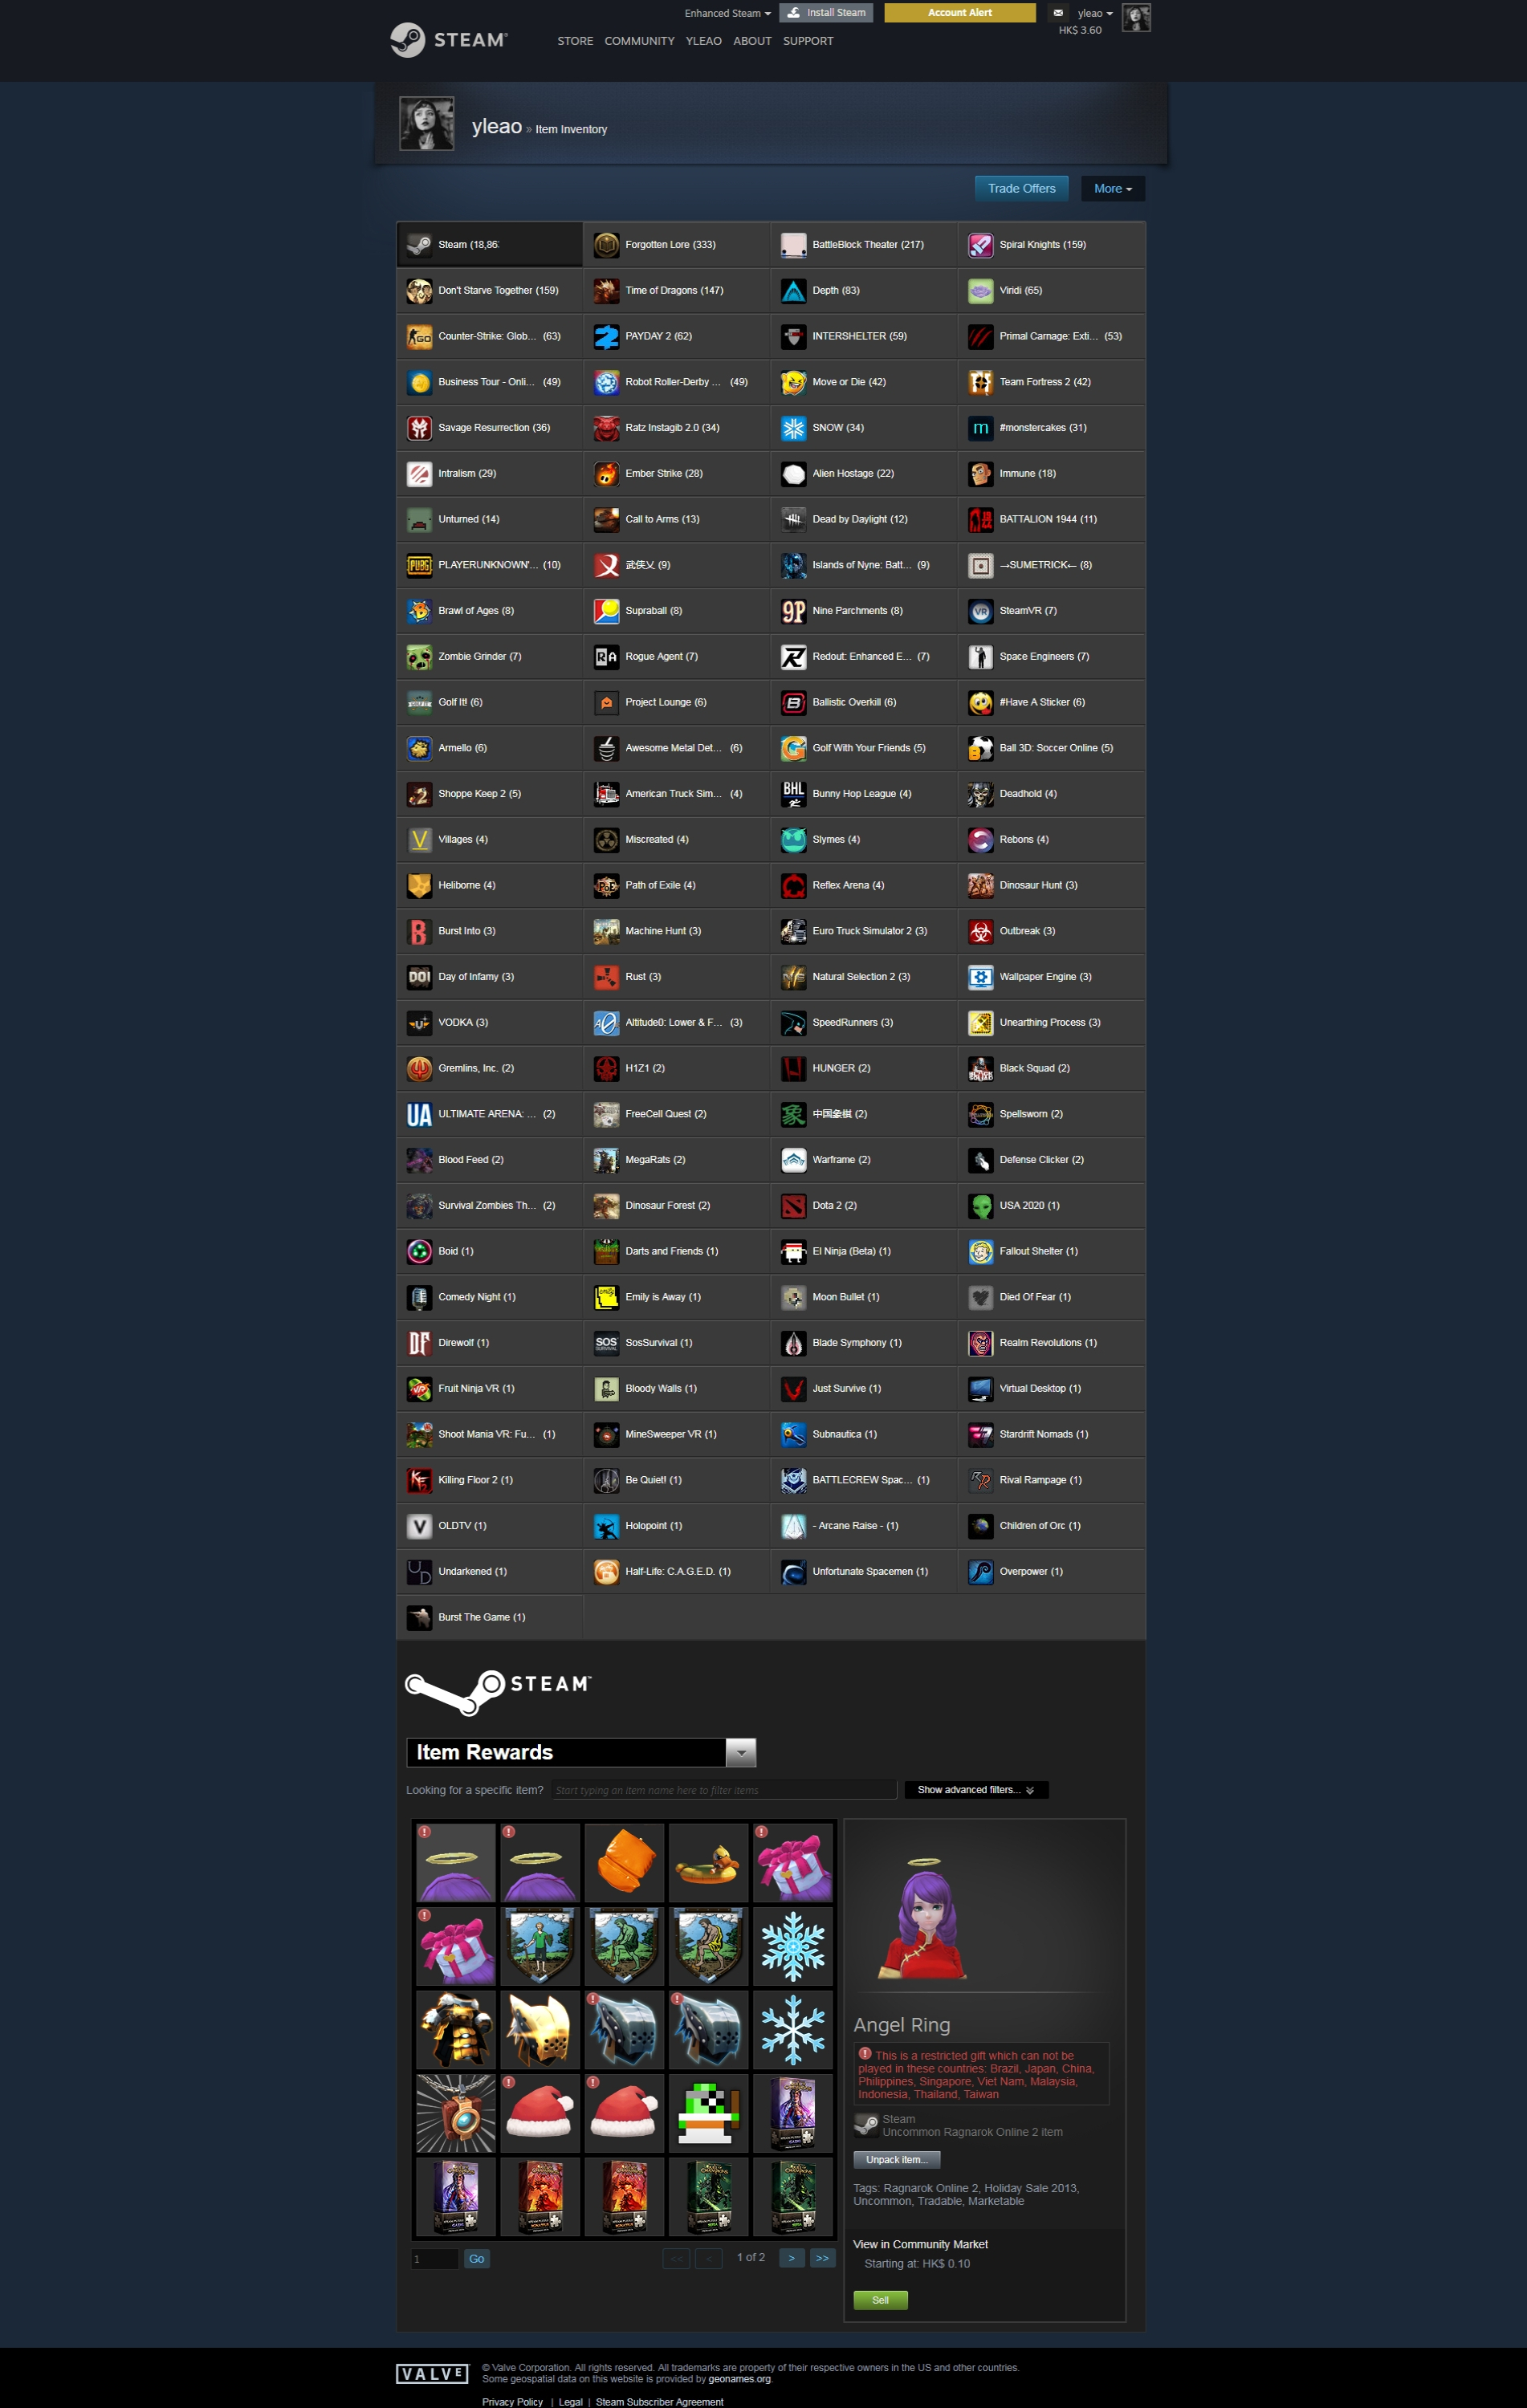 Enhanced Steam Install Steam Account Alert yleao
HK$ 3.60
STEAM STORE COMMUNITY YLEAO ABOUT SUPPORT
yleao » Item Inventory
Trade Offers More
Steam (18,86 Forgotten Lore (333) BattleBlock Theater (217) Spiral Knights (159)
Don't Starve Together (159) Time of Dragons (147) Depth (83) Viridi (65)
Counter-Strike: Glob... (63) PAYDAY 2 (62) INTERSHELTER (59) Primal Carnage: Exti... (53)
Business Tour - Onli... (49) Robot Roller-Derby ... (49) Move or Die (42) Team Fortress 2 (42)
Savage Resurrection (36) Ratz Instagib 2.0 (34) SNOW (34) #monstercakes (31)
Intralism (29) Ember Strike (28) Alien Hostage (22) Immune (18)
Unturned (14) Call to Arms (13) Dead by Daylight (12) BATTALION 1944 (11)
PLAYERUNKNOWN'... (10) 武侠乂 (9) Islands of Nyne: Batt... (9) →SUMETRICK← (8)
Brawl of Ages (8) Supraball (8) Nine Parchments (8) SteamVR (7)
Zombie Grinder (7) Rogue Agent (7) Redout: Enhanced E... (7) Space Engineers (7)
Golf It! (6) Project Lounge (6) Ballistic Overkill (6) #Have A Sticker (6)
Armello (6) Awesome Metal Det... (6) Golf With Your Friends (5) Ball 3D: Soccer Online (5)
Shoppe Keep 2 (5) American Truck Sim... (4) Bunny Hop League (4) Deadhold (4)
Villages (4) Miscreated (4) Slymes (4) Rebons (4)
Heliborne (4) Path of Exile (4) Reflex Arena (4) Dinosaur Hunt (3)
Burst Into (3) Machine Hunt (3) Euro Truck Simulator 2 (3) Outbreak (3)
Day of Infamy (3) Rust (3) Natural Selection 2 (3) Wallpaper Engine (3)
VODKA (3) Altitude0: Lower & F... (3) SpeedRunners (3) Unearthing Process (3)
Gremlins, Inc. (2) H1Z1 (2) HUNGER (2) Black Squad (2)
ULTIMATE ARENA: ... (2) FreeCell Quest (2) 中国象棋 (2) Spellsworn (2)
Blood Feed (2) MegaRats (2) Warframe (2) Defense Clicker (2)
Survival Zombies Th... (2) Dinosaur Forest (2) Dota 2 (2) USA 2020 (1)
Boid (1) Darts and Friends (1) El Ninja (Beta) (1) Fallout Shelter (1)
Comedy Night (1) Emily is Away (1) Moon Bullet (1) Died Of Fear (1)
Direwolf (1) SosSurvival (1) Blade Symphony (1) Realm Revolutions (1)
Fruit Ninja VR (1) Bloody Walls (1) Just Survive (1) Virtual Desktop (1)
Shoot Mania VR: Fu... (1) MineSweeper VR (1) Subnautica (1) Stardrift Nomads (1)
Killing Floor 2 (1) Be Quiet! (1) BATTLECREW Spac... (1) Rival Rampage (1)
OLDTV (1) Holopoint (1) - Arcane Raise - (1) Children of Orc (1)
Undarkened (1) Half-Life: C.A.G.E.D. (1) Unfortunate Spacemen (1) Overpower (1)
Burst The Game (1)
STEAM™
Item Rewards
Looking for a specific item? Start typing an item name here to filter items Show advanced filters...
Angel Ring
This is a restricted gift which can not be
played in these countries: Brazil, Japan, China,
Philippines, Singapore, Viet Nam, Malaysia,
Indonesia, Thailand, Taiwan
Steam
Uncommon Ragnarok Online 2 item
Unpack item...
Tags: Ragnarok Online 2, Holiday Sale 2013,
Uncommon, Tradable, Marketable
View in Community Market
Starting at: HK$ 0.10
Sell
1 Go << < 1 of 2 > >>
VALVE © Valve Corporation. All rights reserved. All trademarks are property of their respective owners in the US and other countries.
Some geospatial data on this website is provided by geonames.org.
Privacy Policy | Legal | Steam Subscriber Agreement